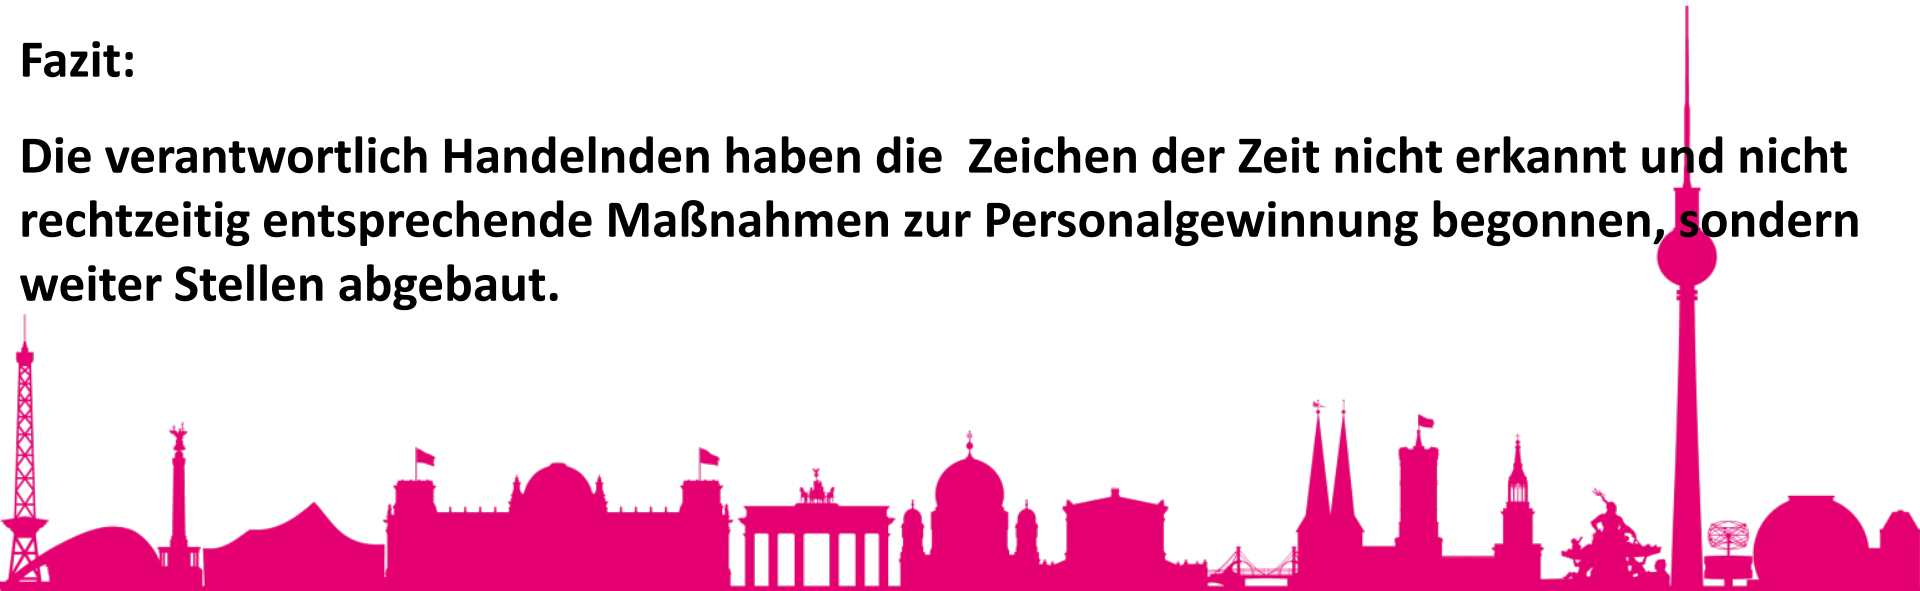 Fazit:
Die verantwortlich Handelnden haben die  Zeichen der Zeit nicht erkannt und nicht
rechtzeitig entsprechende Maßnahmen zur Personalgewinnung begonnen, sondern
weiter Stellen abgebaut.